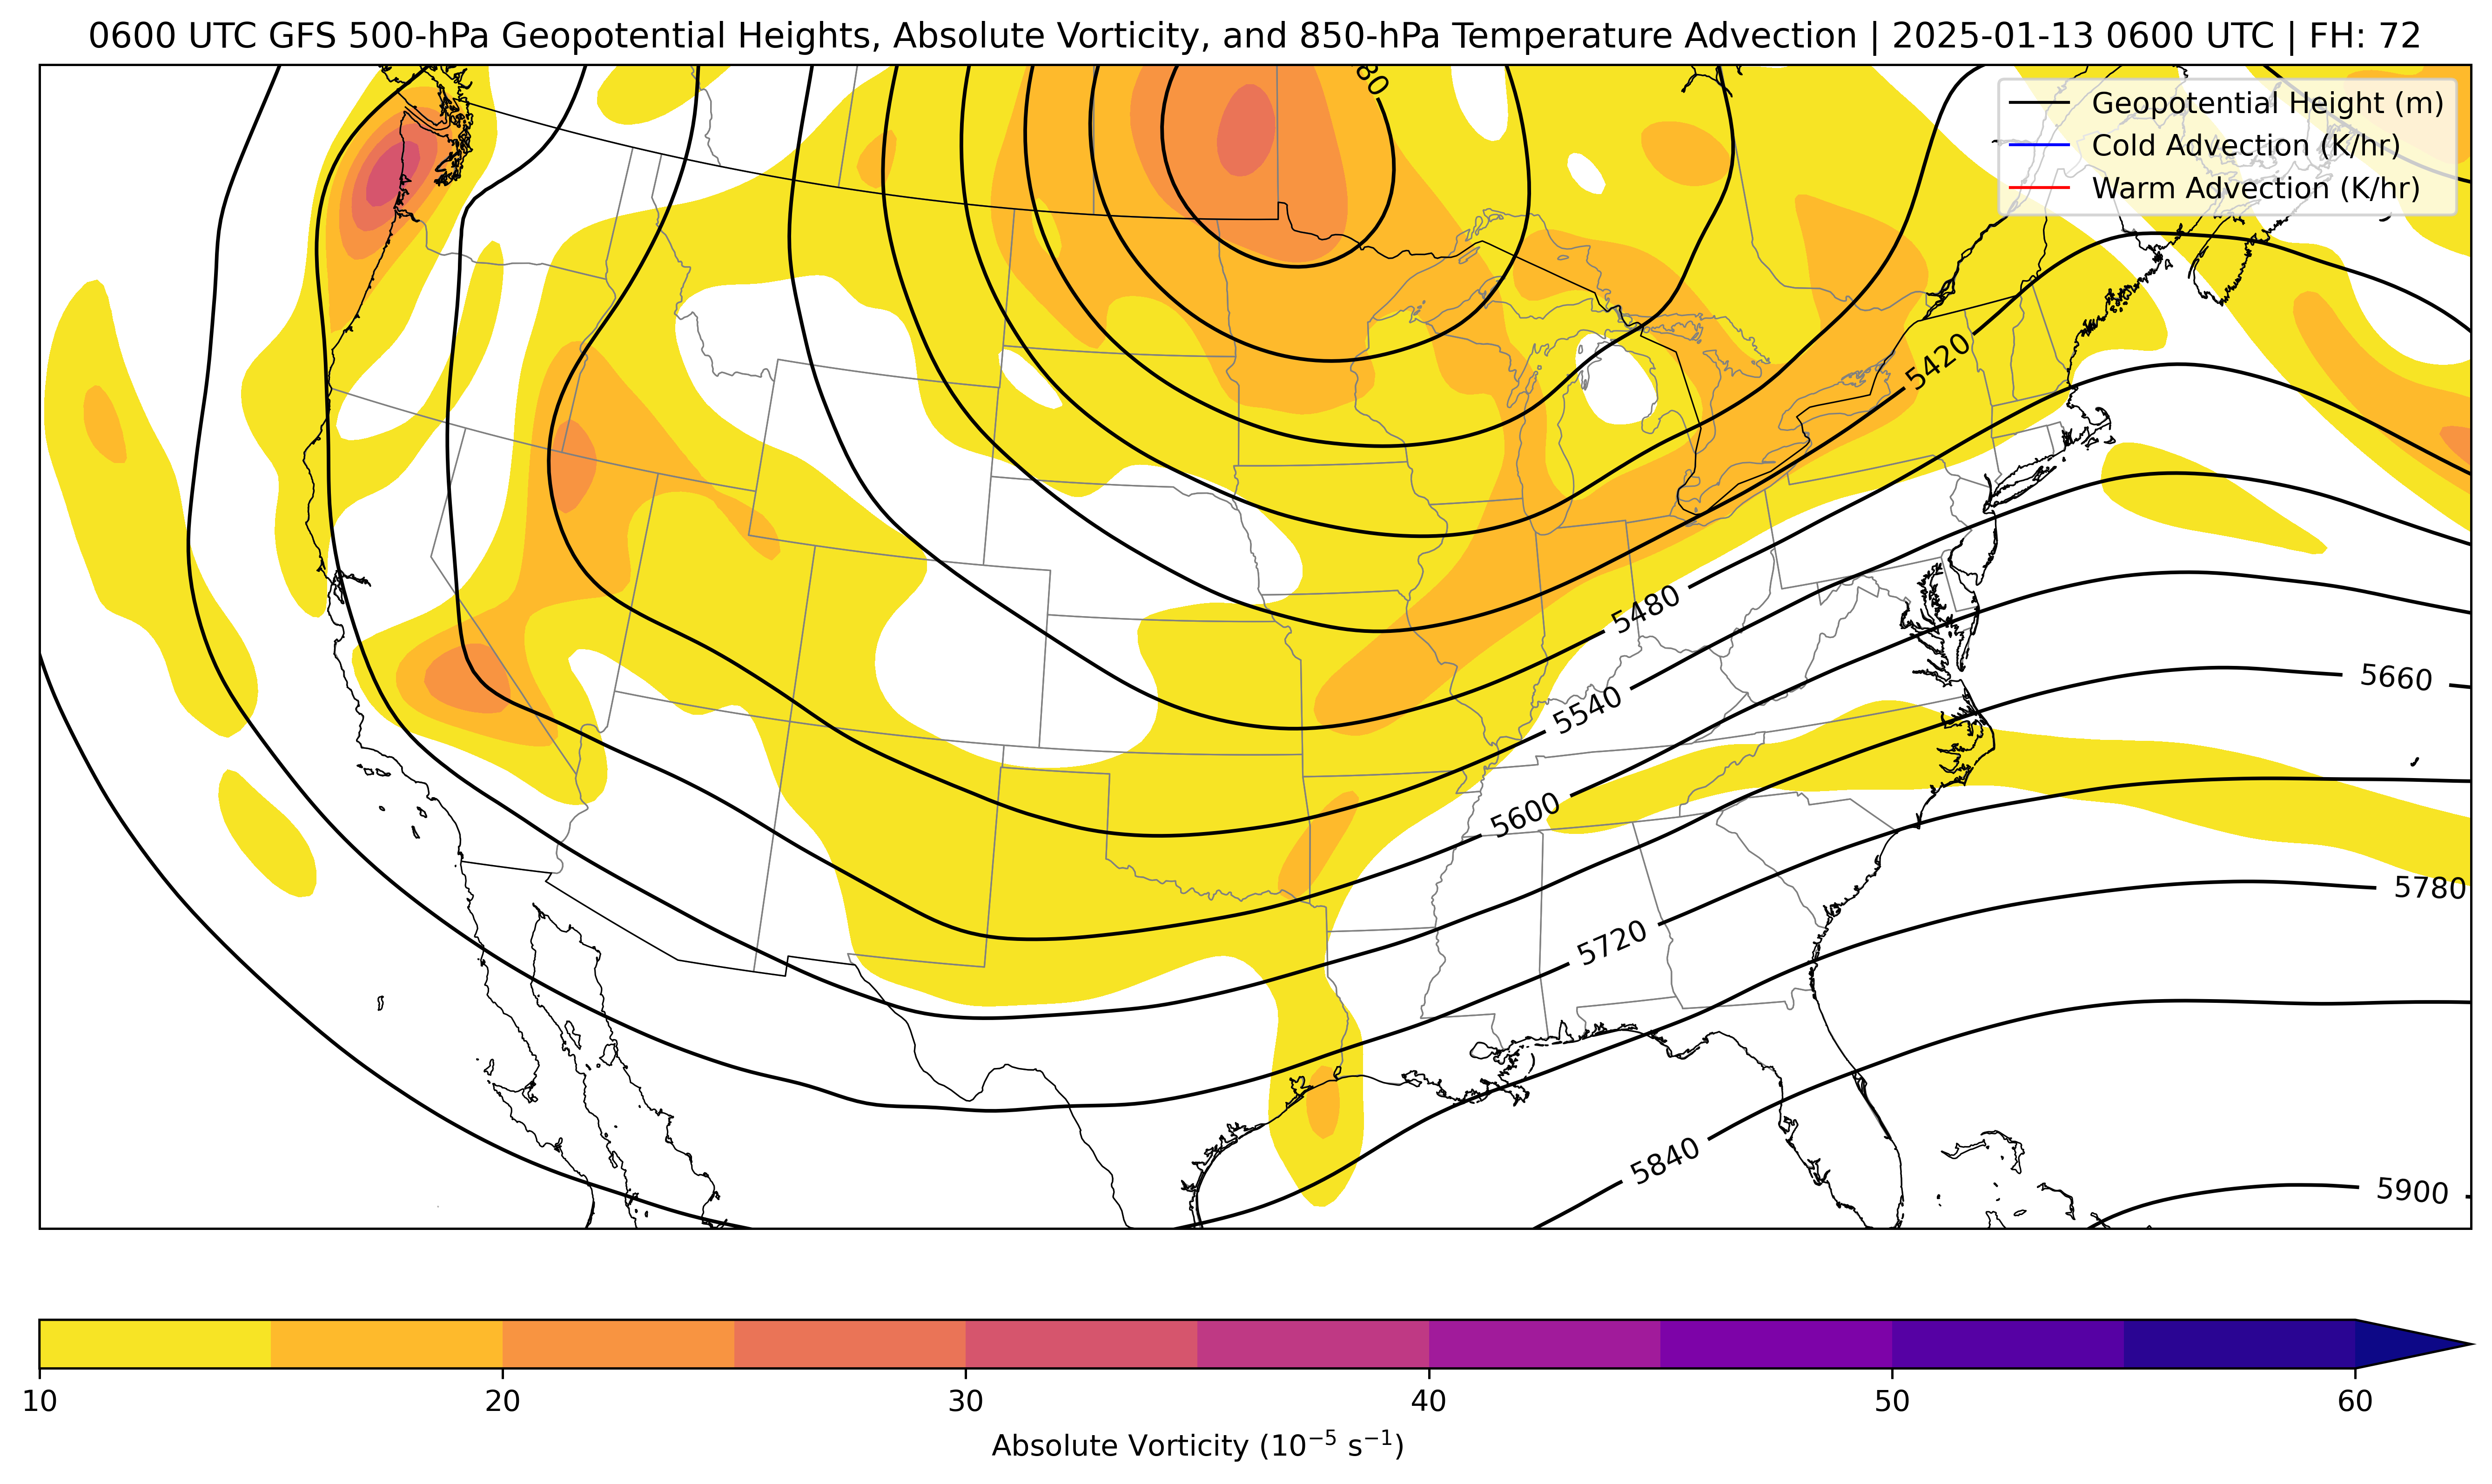 0600 UTC GFS 500-hPa Geopotential Heights, Absolute Vorticity, and 850-hPa Temperature Advection | 2025-01-13 0600 UTC | FH: 72
Geopotential Height (m)
Cold Advection (K/hr)
Warm Advection (K/hr)
5420
5480
5540
5660
5600
5780
5720
5840
5900
10 20 30 40 50 60
Absolute Vorticity (10⁻⁵ s⁻¹)